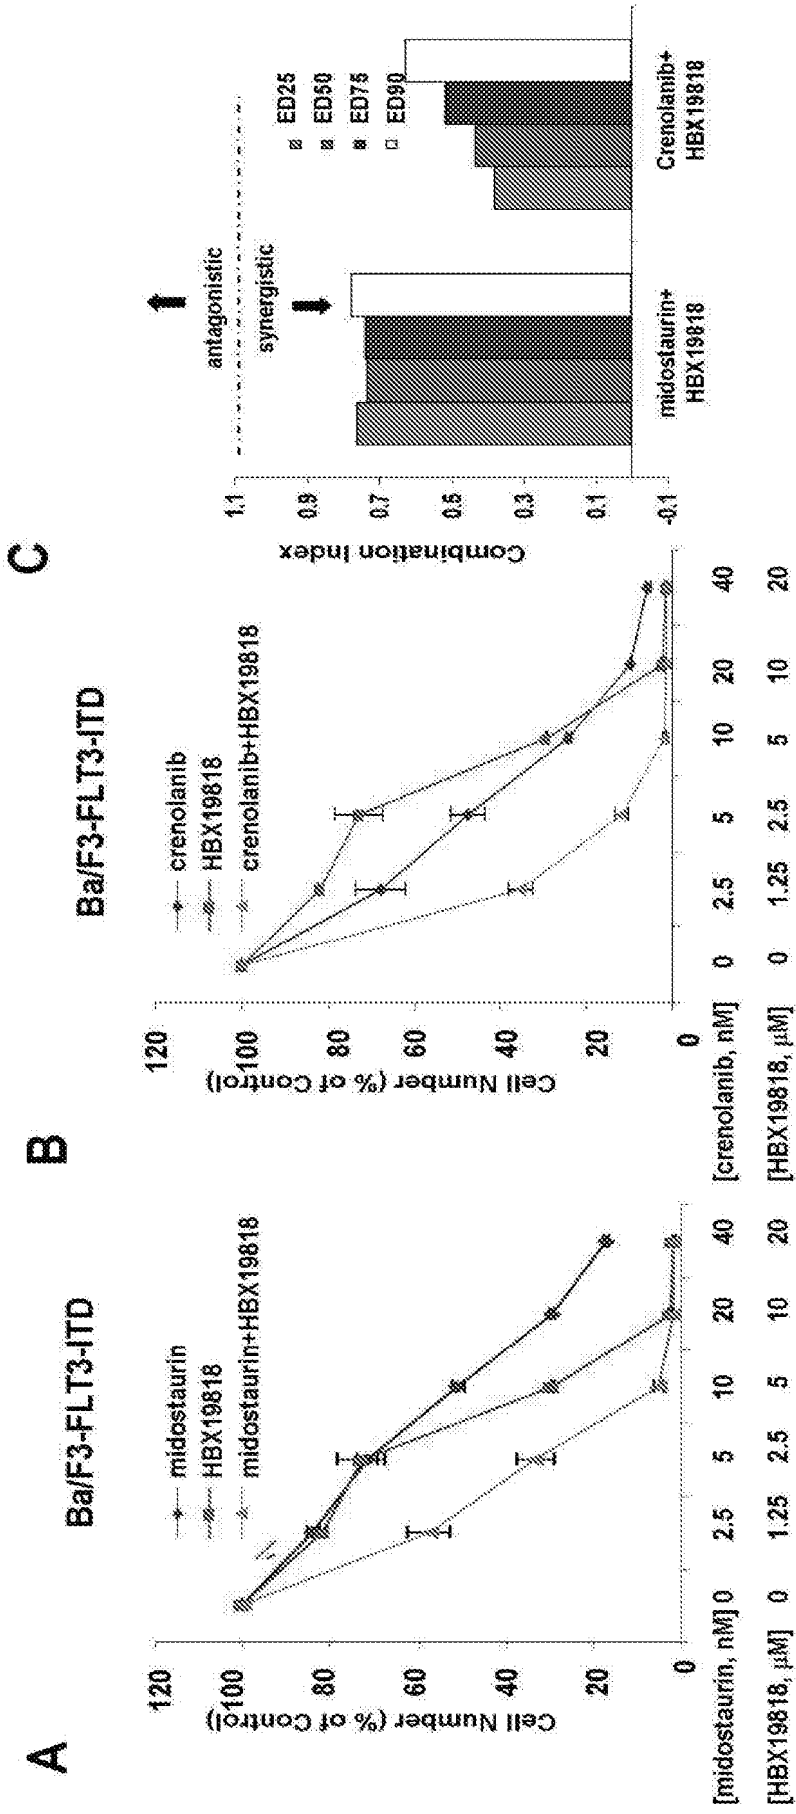 A
Ba/F3-FLT3-ITD
midostaurin
HBX19818
midostaurin+HBX19818
Cell Number (% of Control)
120
100
80
60
40
20
0
[midostaurin, nM] 0 2.5 5 10 20 40
[HBX19818, µM] 0 1.25 2.5 5 10 20
B
Ba/F3-FLT3-ITD
crenolanib
HBX19818
crenolanib+HBX19818
Cell Number (% of Control)
120
100
80
60
40
20
0
[crenolanib, nM] 0 2.5 5 10 20 40
[HBX19818, µM] 0 1.25 2.5 5 10 20
C
Combination Index
1.1
0.9
0.7
0.5
0.3
0.1
-0.1
antagonistic
synergistic
ED25
ED50
ED75
ED90
midostaurin+
HBX19818
Crenolanib+
HBX19818